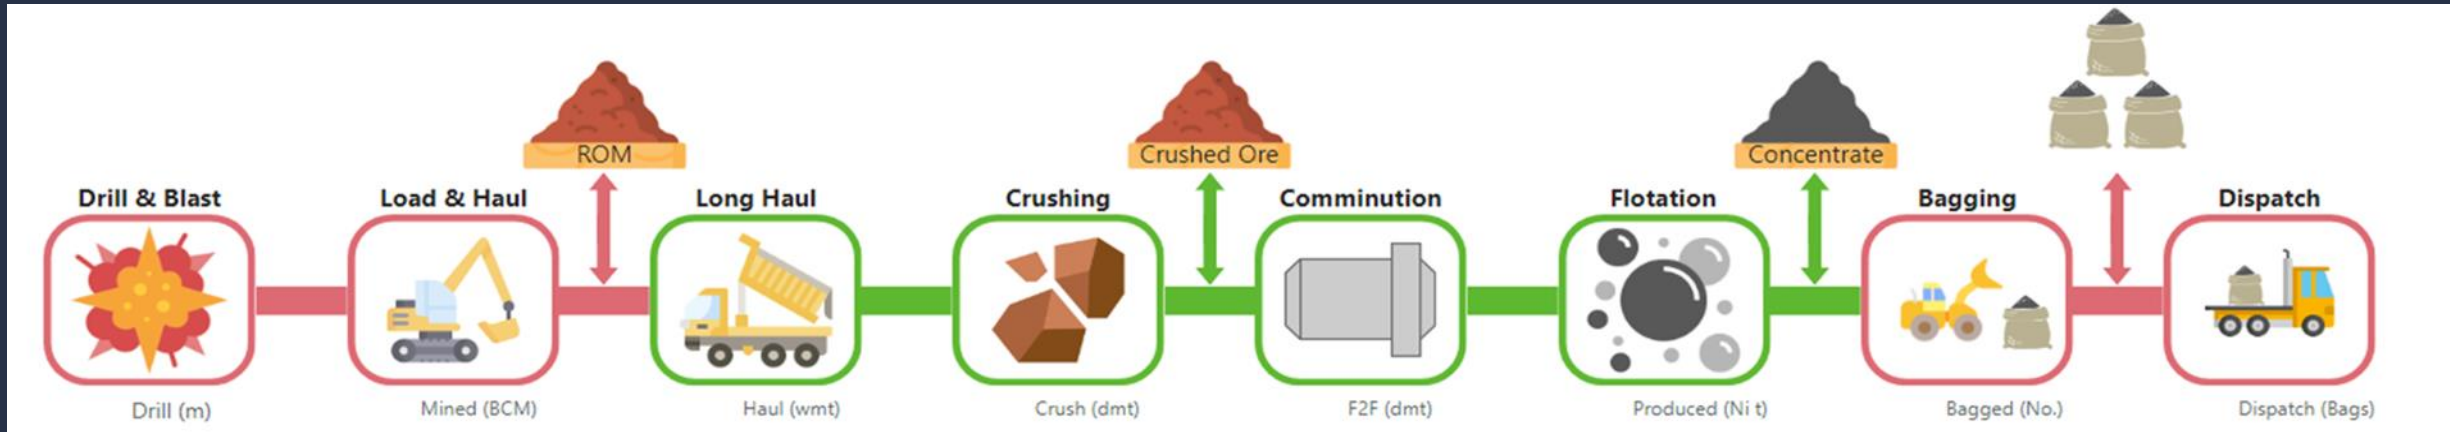 ROM
Crushed Ore
Concentrate
Drill & Blast
Load & Haul
Long Haul
Crushing
Comminution
Flotation
Bagging
Dispatch
Drill (m)
Mined (BCM)
Haul (wmt)
Crush (dmt)
F2F (dmt)
Produced (Ni t)
Bagged (No.)
Dispatch (Bags)